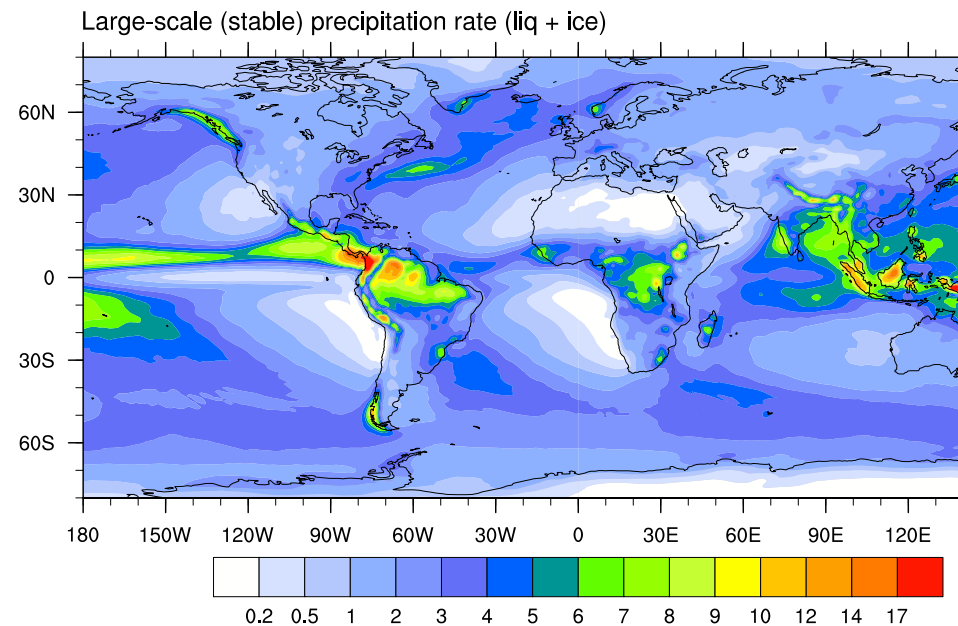 Large-scale (stable) precipitation rate (liq + ice)
60N
30N
0
30S
60S
180 150W 120W 90W 60W 30W 0 30E 60E 90E 120E
0.2 0.5 1 2 3 4 5 6 7 8 9 10 12 14 17